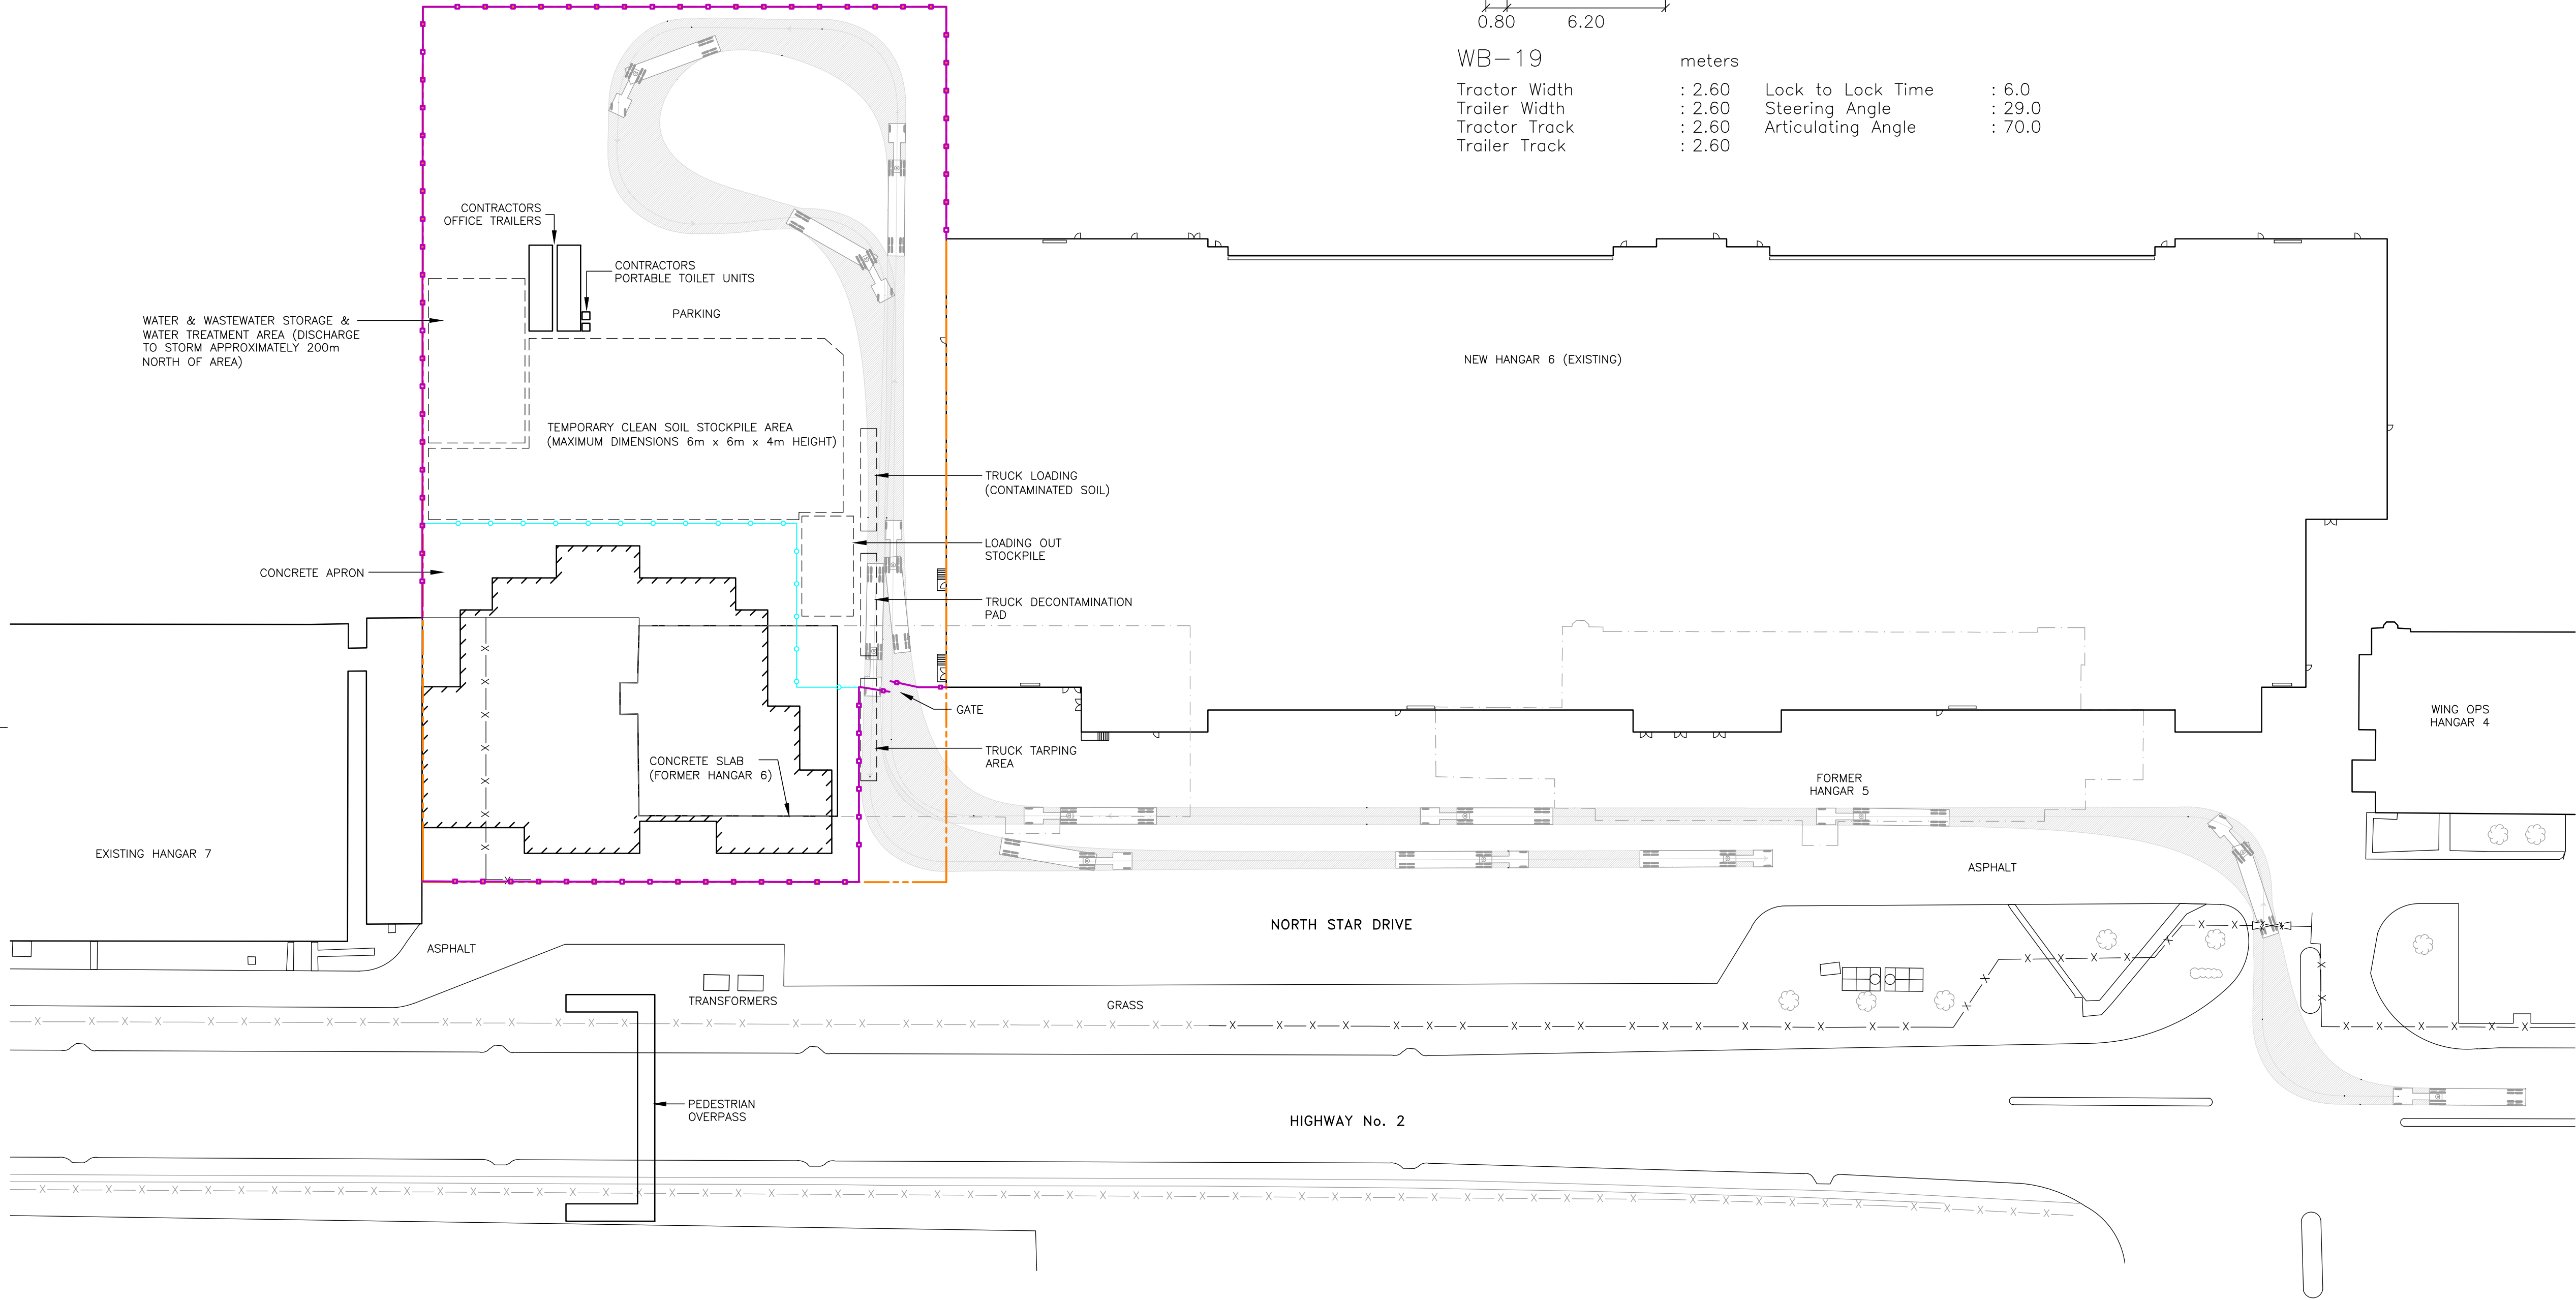 0.80 6.20
WB-19 meters
Tractor Width : 2.60 Lock to Lock Time : 6.0
Trailer Width : 2.60 Steering Angle : 29.0
Tractor Track : 2.60 Articulating Angle : 70.0
Trailer Track : 2.60
CONTRACTORS
OFFICE TRAILERS
CONTRACTORS
PORTABLE TOILET UNITS
PARKING
WATER & WASTEWATER STORAGE &
WATER TREATMENT AREA (DISCHARGE
TO STORM APPROXIMATELY 200m
NORTH OF AREA)
NEW HANGAR 6 (EXISTING)
TEMPORARY CLEAN SOIL STOCKPILE AREA
(MAXIMUM DIMENSIONS 6m x 6m x 4m HEIGHT)
TRUCK LOADING
(CONTAMINATED SOIL)
LOADING OUT
STOCKPILE
CONCRETE APRON
TRUCK DECONTAMINATION
PAD
GATE
WING OPS
HANGAR 4
TRUCK TARPING
AREA
CONCRETE SLAB
(FORMER HANGAR 6)
FORMER
HANGAR 5
EXISTING HANGAR 7
ASPHALT
NORTH STAR DRIVE
ASPHALT
TRANSFORMERS
GRASS
PEDESTRIAN
OVERPASS
HIGHWAY No. 2